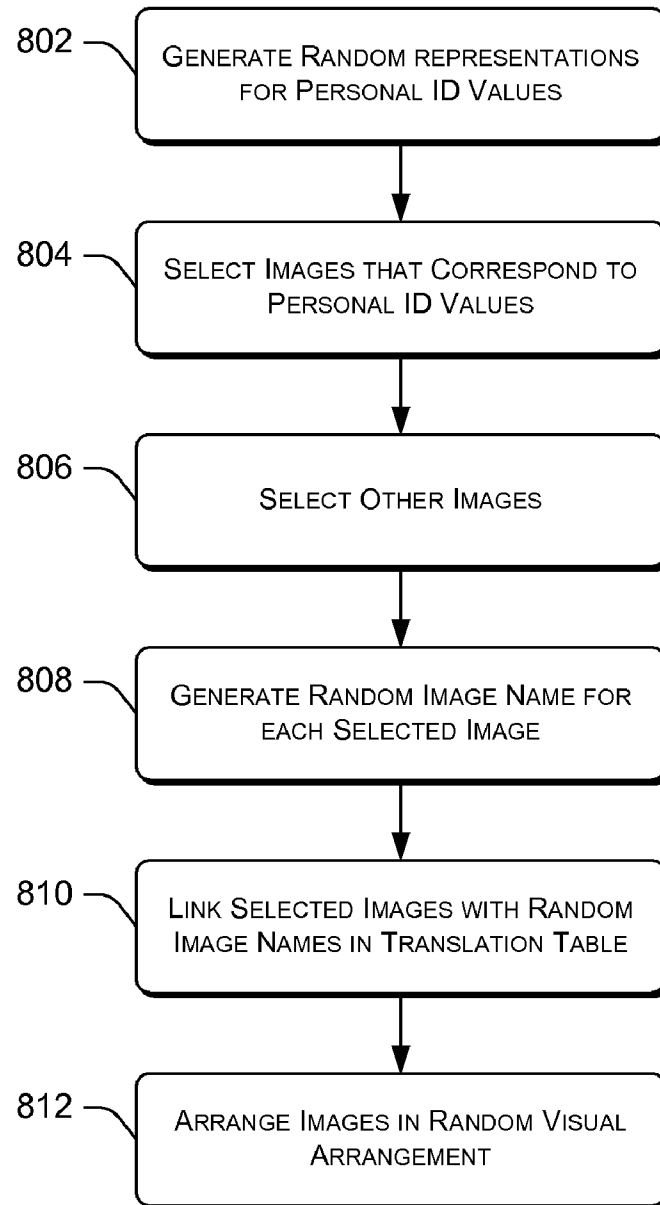 802
GENERATE RANDOM REPRESENTATIONS
FOR PERSONAL ID VALUES
804
SELECT IMAGES THAT CORRESPOND TO
PERSONAL ID VALUES
806
SELECT OTHER IMAGES
808
GENERATE RANDOM IMAGE NAME FOR
EACH SELECTED IMAGE
810
LINK SELECTED IMAGES WITH RANDOM
IMAGE NAMES IN TRANSLATION TABLE
812
ARRANGE IMAGES IN RANDOM VISUAL
ARRANGEMENT